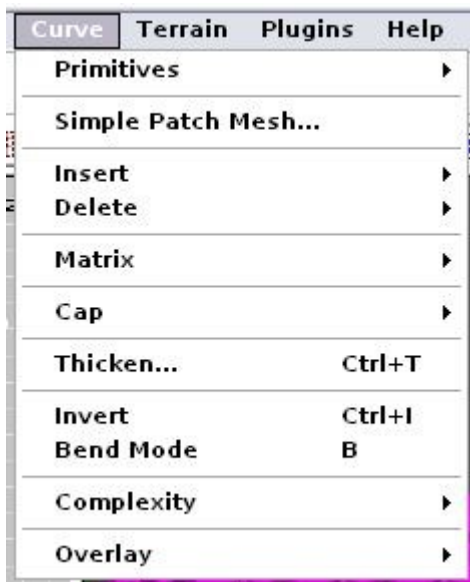 Curve Terrain Plugins Help
Primitives
Simple Patch Mesh...
Insert
Delete
Matrix
Cap
Thicken... Ctrl+T
Invert Ctrl+I
Bend Mode B
Complexity
Overlay